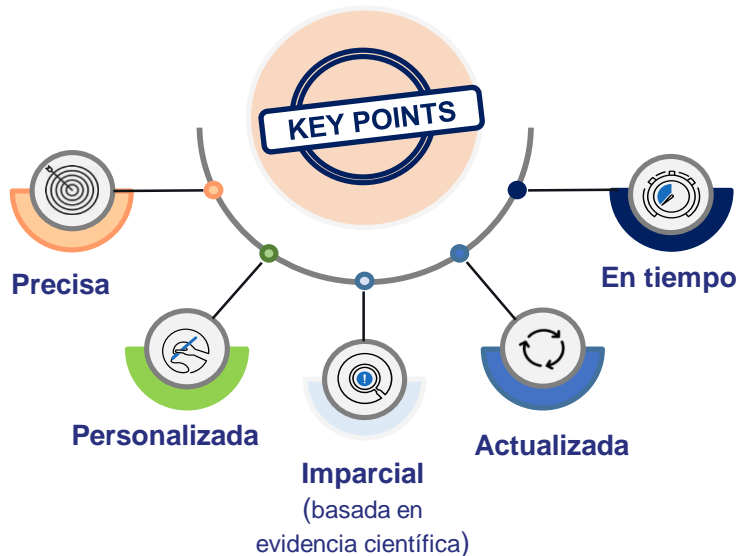 KEY POINTS
Precisa
Personalizada
Imparcial
(basada en
evidencia científica)
Actualizada
En tiempo